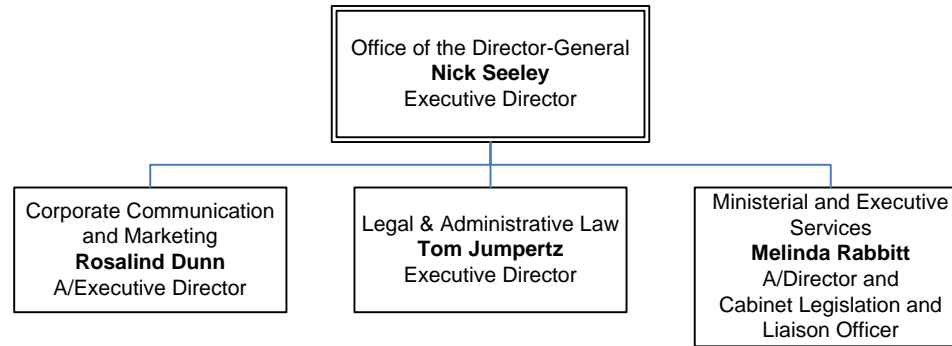 Office of the Director-General
Nick Seeley
Executive Director
Corporate Communication
and Marketing
Rosalind Dunn
A/Executive Director
Legal & Administrative Law
Tom Jumpertz
Executive Director
Ministerial and Executive
Services
Melinda Rabbitt
A/Director and
Cabinet Legislation and
Liaison Officer